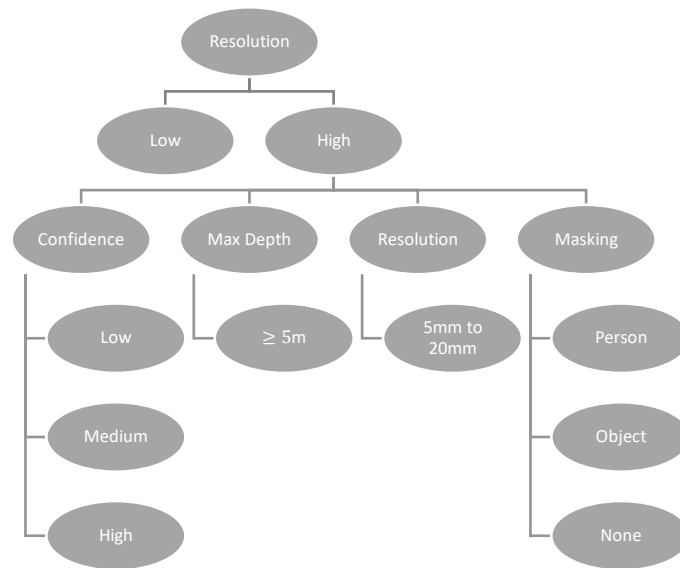 Resolution
Low
High
Confidence
Max Depth
Resolution
Masking
Low
≥ 5m
5mm to
20mm
Person
Medium
Object
High
None